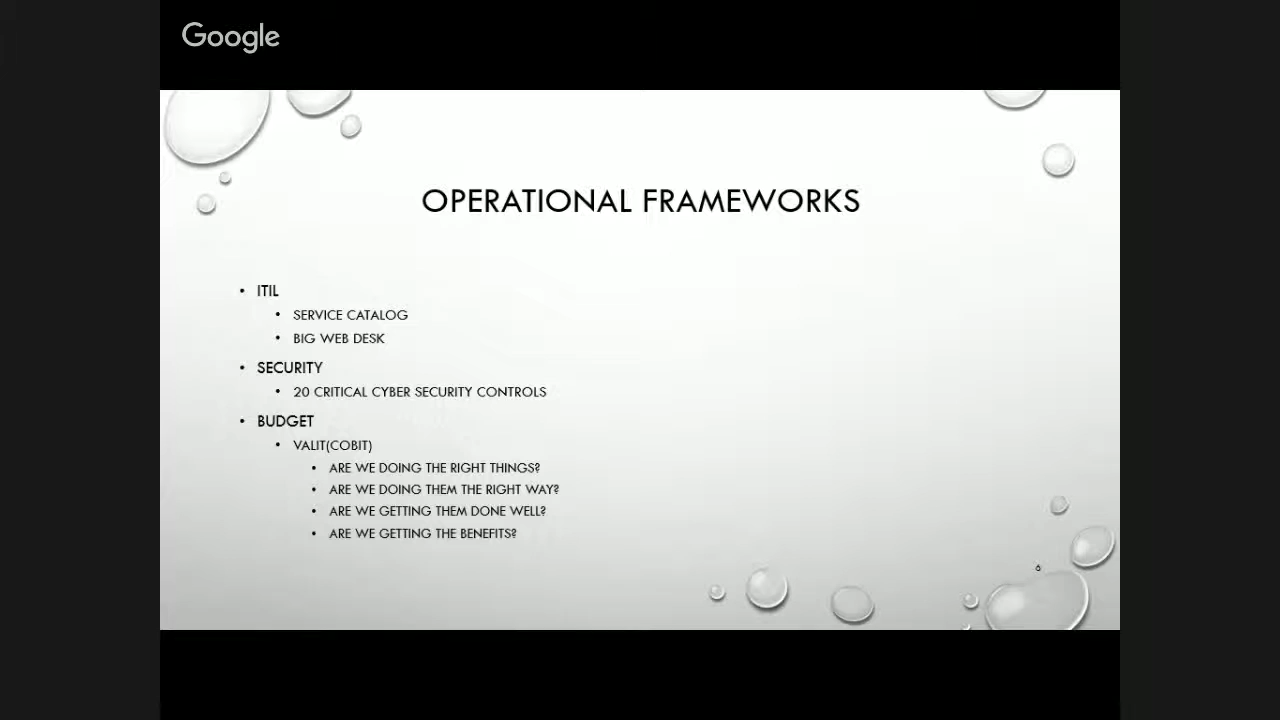 Google
OPERATIONAL FRAMEWORKS
• ITIL
• SERVICE CATALOG
• BIG WEB DESK
• SECURITY
• 20 CRITICAL CYBER SECURITY CONTROLS
• BUDGET
• VALIT(COBIT)
• ARE WE DOING THE RIGHT THINGS?
• ARE WE DOING THEM THE RIGHT WAY?
• ARE WE GETTING THEM DONE WELL?
• ARE WE GETTING THE BENEFITS?
6